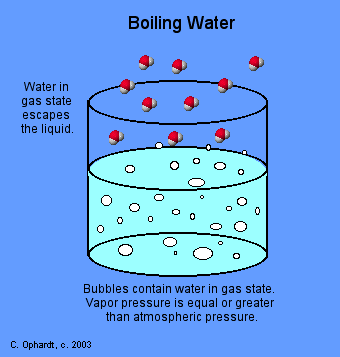 Boiling Water
Water in
gas state
escapes
the liquid.
Bubbles contain water in gas state.
Vapor pressure is equal or greater
than atmospheric pressure.
C. Ophardt, c. 2003